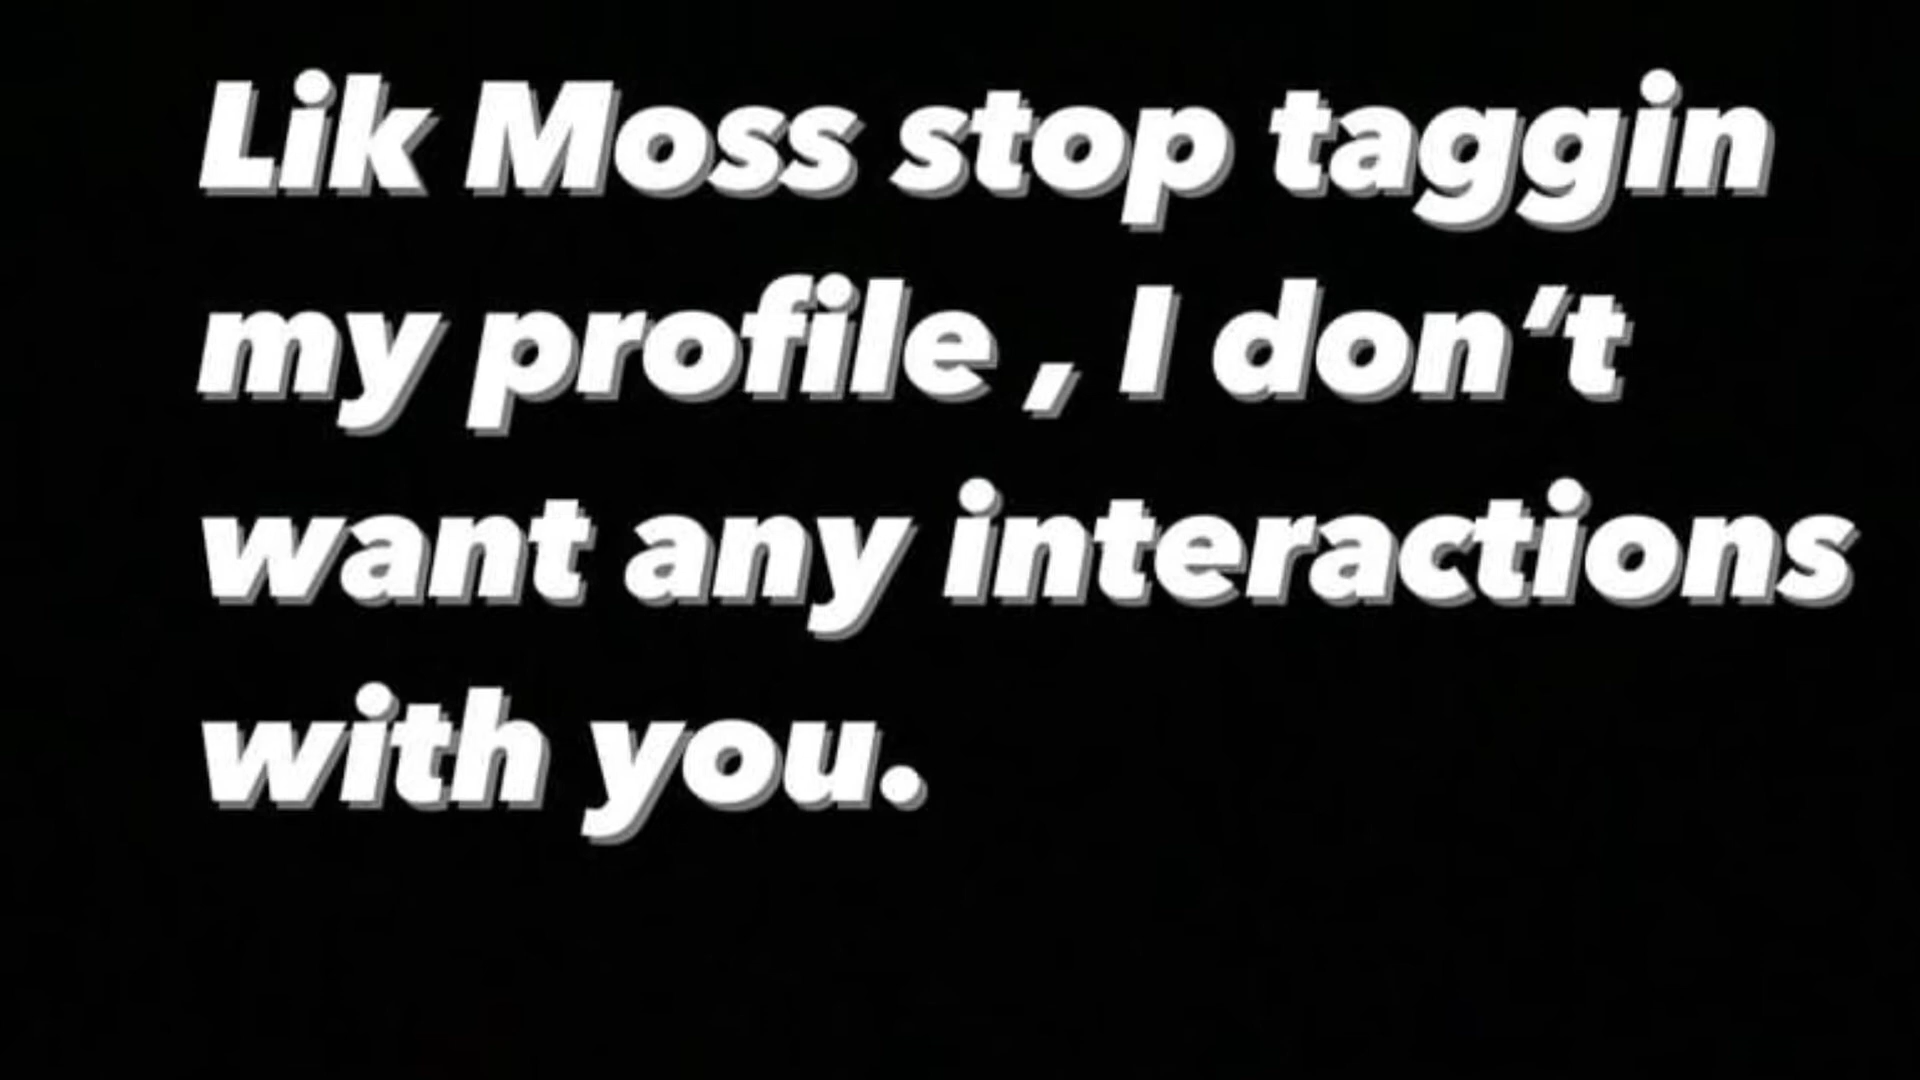 Lik Moss stop taggin
my profile , I don‘t
want any interactions
with you.